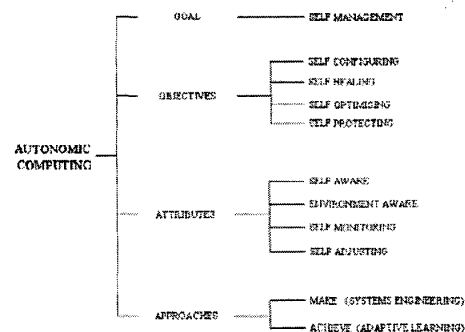 GOAL
SELF MANAGEMENT
SELF CONFIGURING
SELF HEALING
OBJECTIVES
SELF OPTIMISING
SELF PROTECTING
AUTONOMIC
COMPUTING
SELF AWARE
ENVIRONMENT AWARE
ATTRIBUTES
SELF MONITORING
SELF ADJUSTING
MAKE (SYSTEMS ENGINEERING)
APPROACHES
ACHIEVE (ADAPTIVE LEARNING)